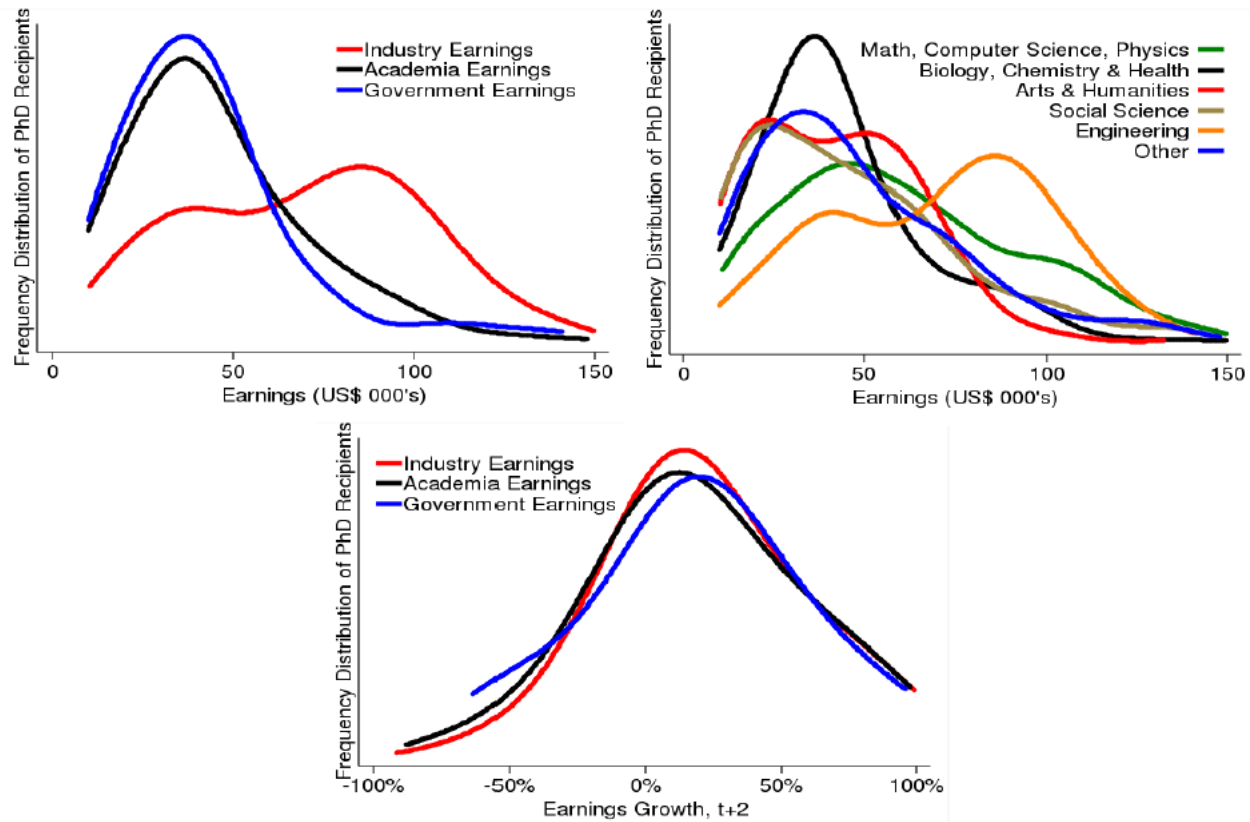 Frequency Distribution of PhD Recipients
Industry Earnings
Academia Earnings
Government Earnings
0
50
100
150
Earnings (US$ 000's)
Frequency Distribution of PhD Recipients
Math, Computer Science, Physics
Biology, Chemistry & Health
Arts & Humanities
Social Science
Engineering
Other
0
50
100
150
Earnings (US$ 000's)
Frequency Distribution of PhD Recipients
Industry Earnings
Academia Earnings
Government Earnings
-100%
-50%
0%
50%
100%
Earnings Growth, t+2